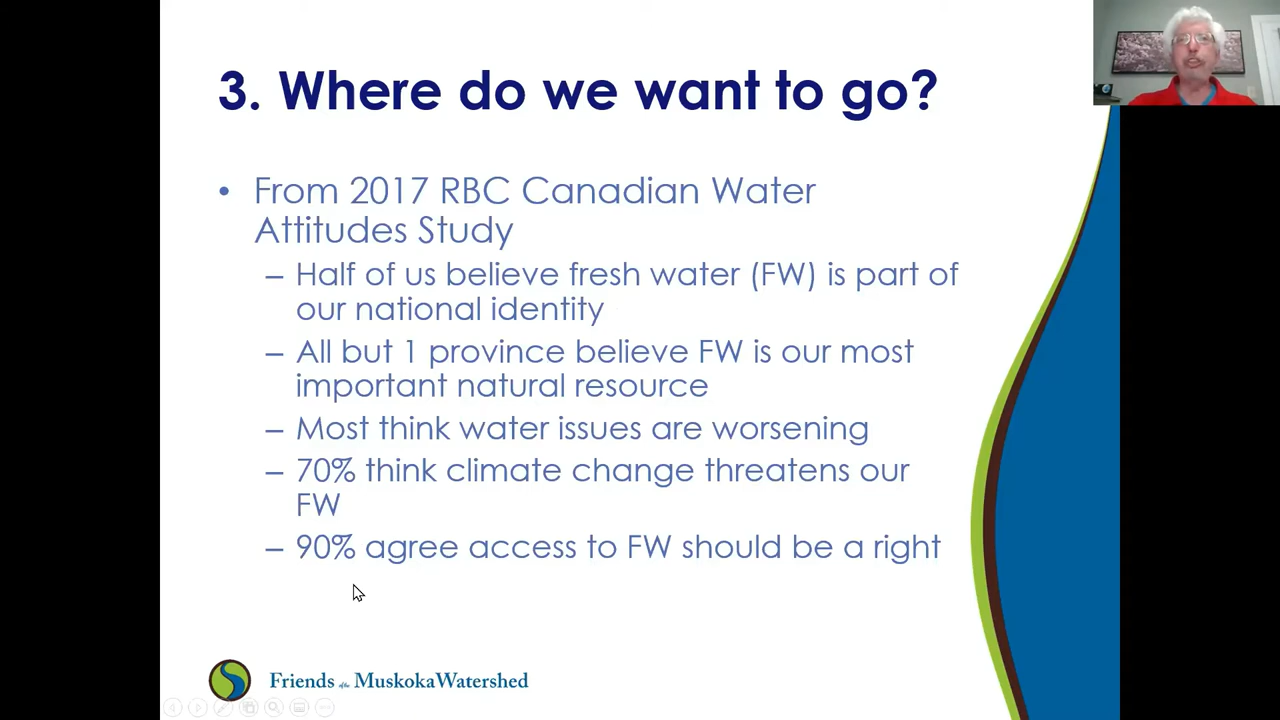 3. Where do we want to go?
• From 2017 RBC Canadian Water
Attitudes Study
– Half of us believe fresh water (FW) is part of
our national identity
– All but 1 province believe FW is our most
important natural resource
– Most think water issues are worsening
– 70% think climate change threatens our
FW
– 90% agree access to FW should be a right
Friends of the MuskokaWatershed